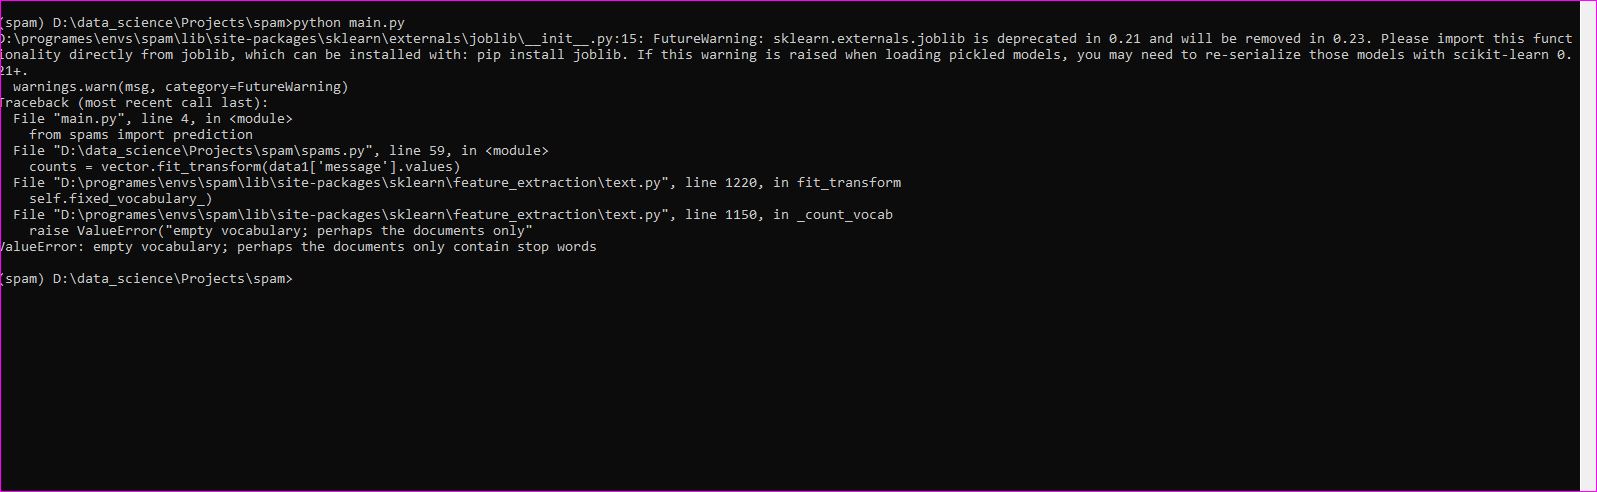 (spam) D:\data_science\Projects\spam>python main.py
D:\programes\envs\spam\lib\site-packages\sklearn\externals\joblib\__init__.py:15: FutureWarning: sklearn.externals.joblib is deprecated in 0.21 and will be removed in 0.23. Please import this funct
ionality directly from joblib, which can be installed with: pip install joblib. If this warning is raised when loading pickled models, you may need to re-serialize those models with scikit-learn 0.
21+.
  warnings.warn(msg, category=FutureWarning)
Traceback (most recent call last):
  File "main.py", line 4, in <module>
    from spams import prediction
  File "D:\data_science\Projects\spam\spams.py", line 59, in <module>
    counts = vector.fit_transform(data1['message'].values)
  File "D:\programes\envs\spam\lib\site-packages\sklearn\feature_extraction\text.py", line 1220, in fit_transform
    self.fixed_vocabulary_)
  File "D:\programes\envs\spam\lib\site-packages\sklearn\feature_extraction\text.py", line 1150, in _count_vocab
    raise ValueError("empty vocabulary; perhaps the documents only"
ValueError: empty vocabulary; perhaps the documents only contain stop words
(spam) D:\data_science\Projects\spam>